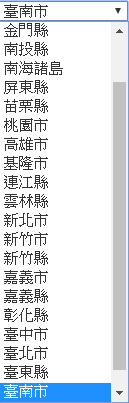 臺南市
金門縣
南投縣
南海諸島
屏東縣
苗栗縣
桃園市
高雄市
基隆市
連江縣
雲林縣
新北市
新竹市
新竹縣
嘉義市
嘉義縣
彰化縣
臺中市
臺北市
臺東縣
臺南市